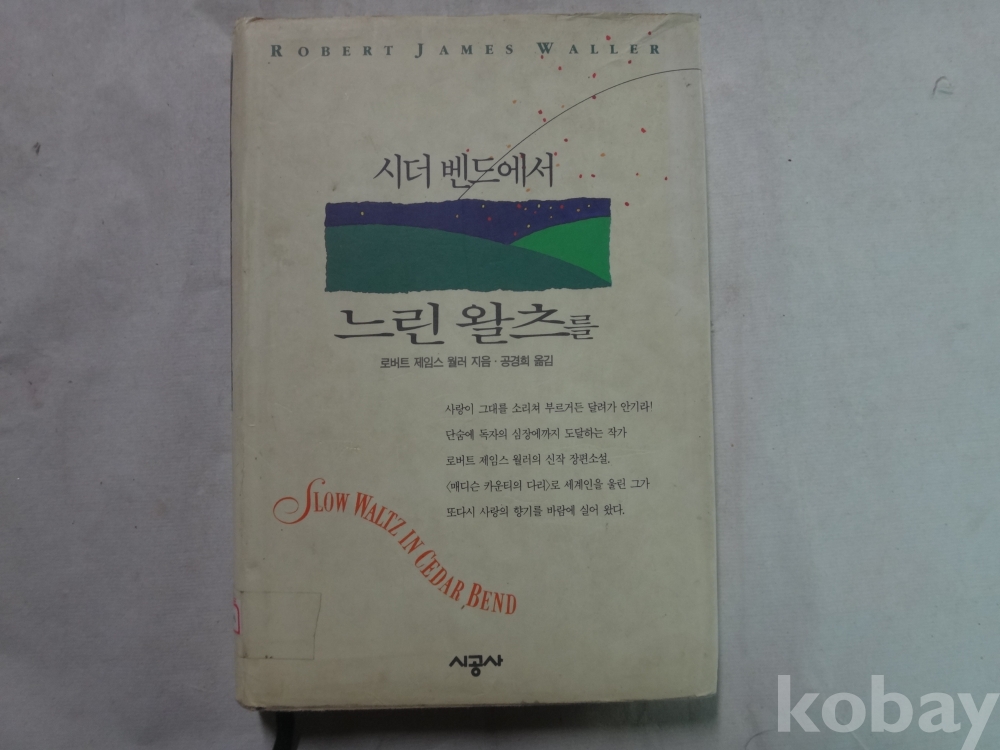 ROBERT JAMES WALLER
시더 벤드에서
느린 왈츠를
로버트 제임스 월러 지음 · 공경희 옮김
사랑이 그대를 소리쳐 부르거든 달려가 안기라!
단숨에 독자의 심장에까지 도달하는 작가
로버트 제임스 월러의 신작 장편소설.
〈매디슨 카운티의 다리〉로 세계인을 울린 그가
또다시 사랑의 향기를 바람에 실어 왔다.
SLOW WALTZ IN CEDAR BEND
시공사
kobay